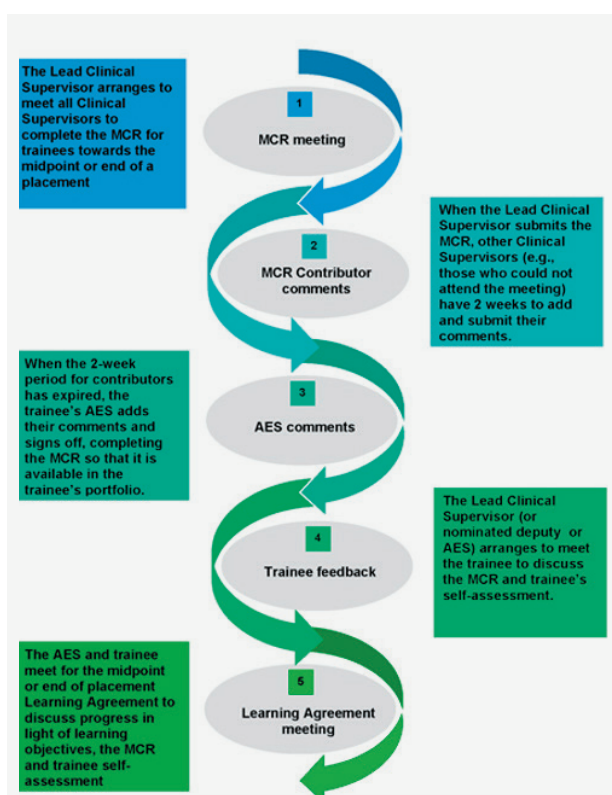 The Lead Clinical
Supervisor arranges to
meet all Clinical
Supervisors to
complete the MCR for
trainees towards the
midpoint or end of a
placement
1
MCR meeting
When the Lead Clinical
Supervisor submits the
MCR, other Clinical
Supervisors (e.g.,
those who could not
attend the meeting)
have 2 weeks to add
and submit their
comments.
2
MCR Contributor
comments
When the 2-week
period for contributors
has expired, the
trainee's AES adds
their comments and
signs off, completing
the MCR so that it is
available in the
trainee's portfolio.
3
AES comments
The Lead Clinical
Supervisor (or
nominated deputy or
AES) arranges to meet
the trainee to discuss
the MCR and trainee's
self-assessment.
4
Trainee feedback
The AES and trainee
meet for the midpoint
or end of placement
Learning Agreement to
discuss progress in
light of learning
objectives, the MCR
and trainee self-
assessment
5
Learning Agreement
meeting